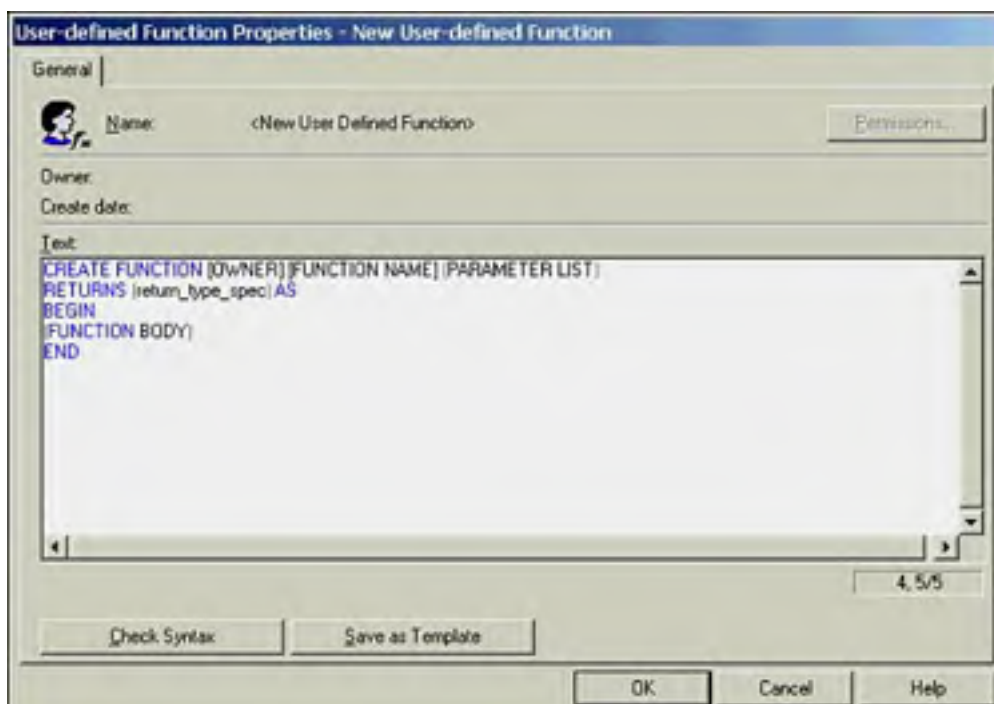 User-defined Function Properties - New User-defined Function
General
Name: <New User Defined Function>
Permissions...
Owner:
Create date:
Text:
CREATE FUNCTION [OWNER].[FUNCTION NAME] (PARAMETER LIST)
RETURNS (return_type_spec) AS
BEGIN
(FUNCTION BODY)
END
4, 5/5
Check Syntax
Save as Template
OK
Cancel
Help